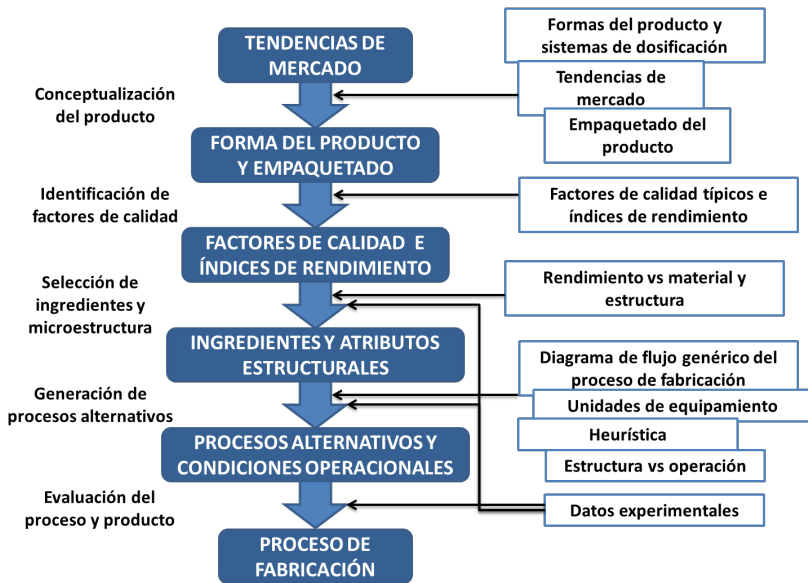 TENDENCIAS DE
MERCADO
Formas del producto y
sistemas de dosificación
Conceptualización
del producto
Tendencias de
mercado
Empaquetado del
producto
FORMA DEL PRODUCTO
Y EMPAQUETADO
Identificación de
factores de calidad
Factores de calidad típicos e
índices de rendimiento
FACTORES DE CALIDAD E
ÍNDICES DE RENDIMIENTO
Selección de
ingredientes y
microestructura
Rendimiento vs material y
estructura
INGREDIENTES Y ATRIBUTOS
ESTRUCTURALES
Generación de
procesos alternativos
Diagrama de flujo genérico del
proceso de fabricación
Unidades de equipamiento
Heurística
Estructura vs operación
PROCESOS ALTERNATIVOS Y
CONDICIONES OPERACIONALES
Evaluación del
proceso y producto
Datos experimentales
PROCESO DE
FABRICACIÓN